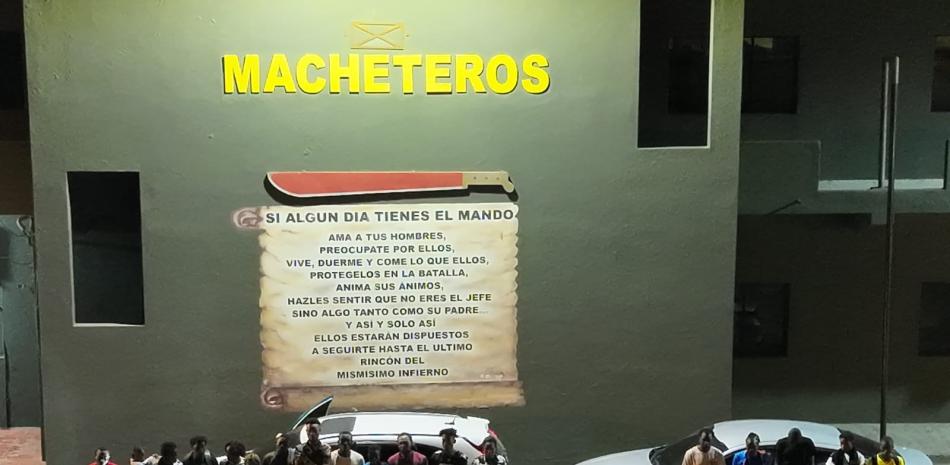 MACHETEROS
SI ALGUN DIA TIENES EL MANDO
AMA A TUS HOMBRES,
PREOCUPATE POR ELLOS,
VIVE, DUERME Y COME LO QUE ELLOS,
PROTEGELOS EN LA BATALLA,
ANIMA SUS ÁNIMOS,
HAZLES SENTIR QUE NO ERES EL JEFE
SINO ALGO TANTO COMO SU PADRE...
Y ASÍ Y SOLO ASÍ
ELLOS ESTARÁN DISPUESTOS
A SEGUIRTE HASTA EL ULTIMO
RINCÓN DEL
MISMISIMO INFIERNO